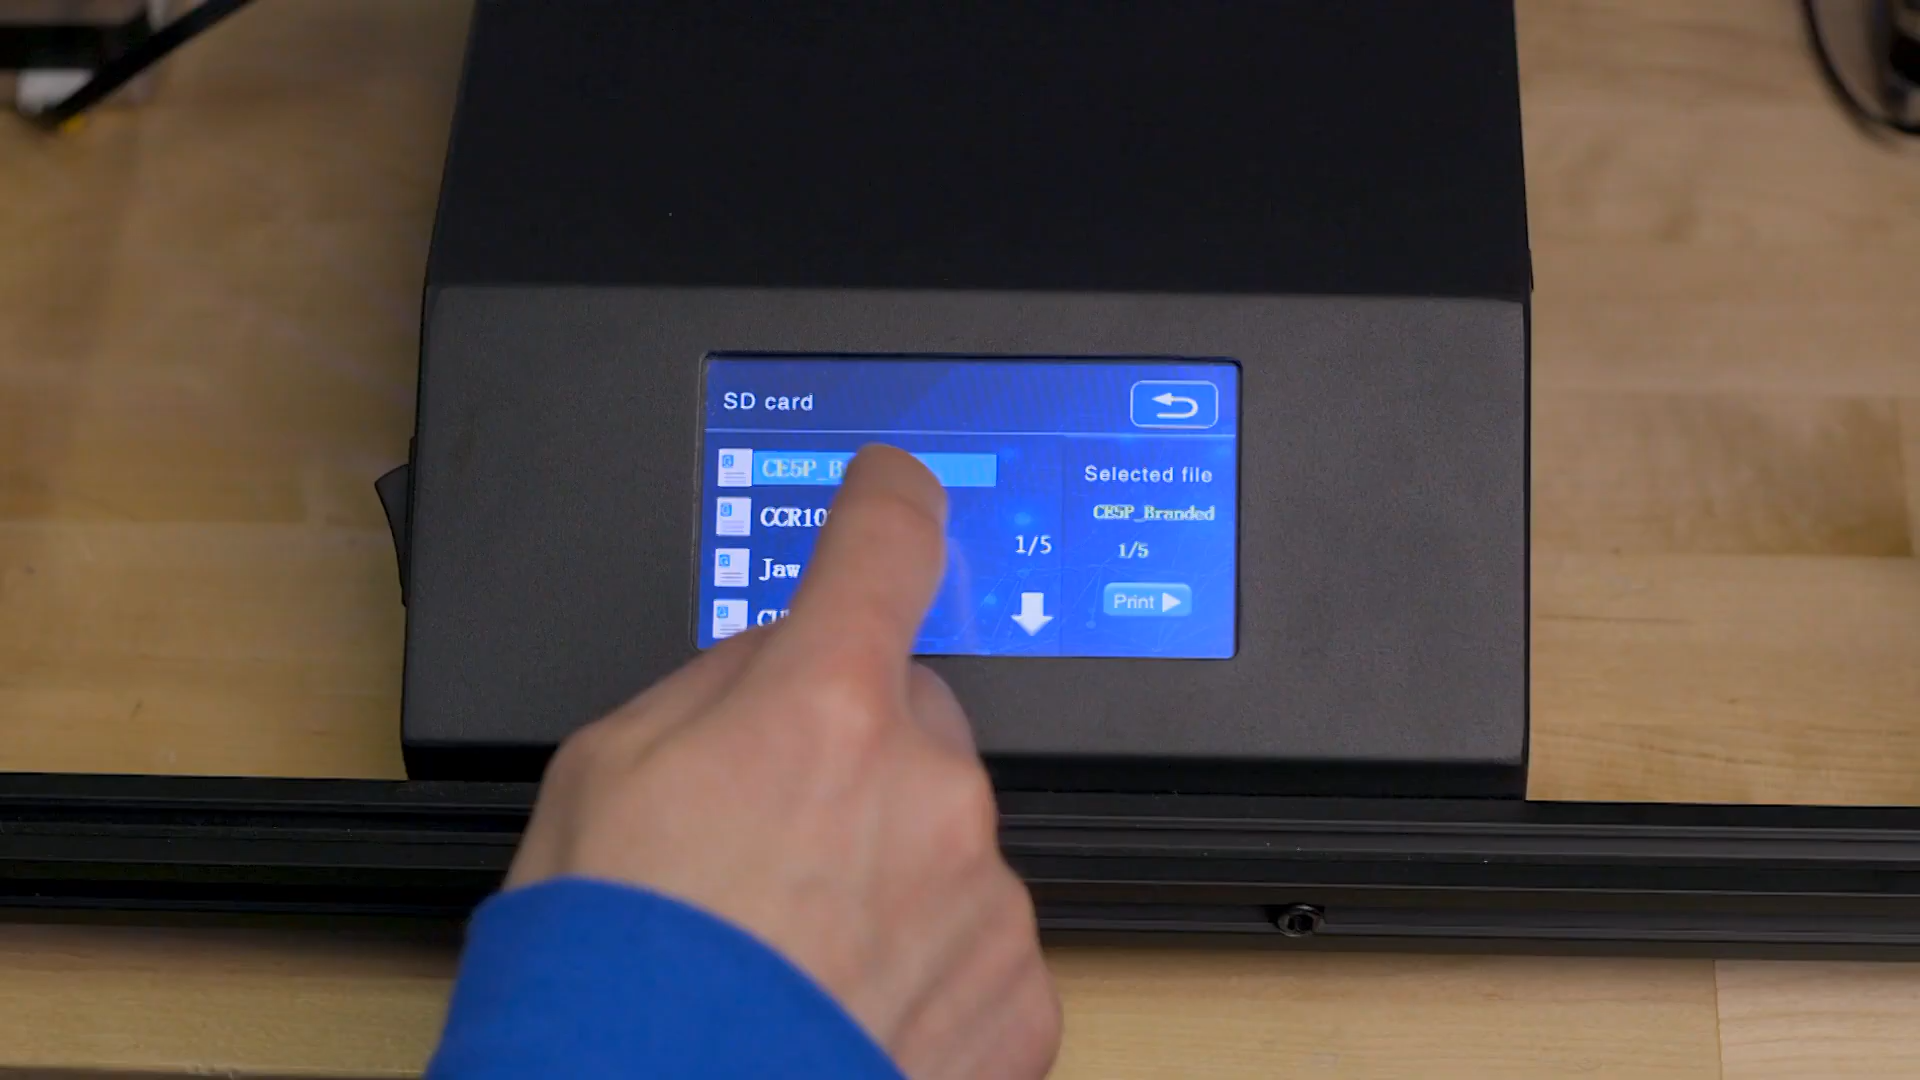 SD card
CE5P_B
CCR10
Jaw
1/5
Selected file
CE5P_Branded
1/5
Print